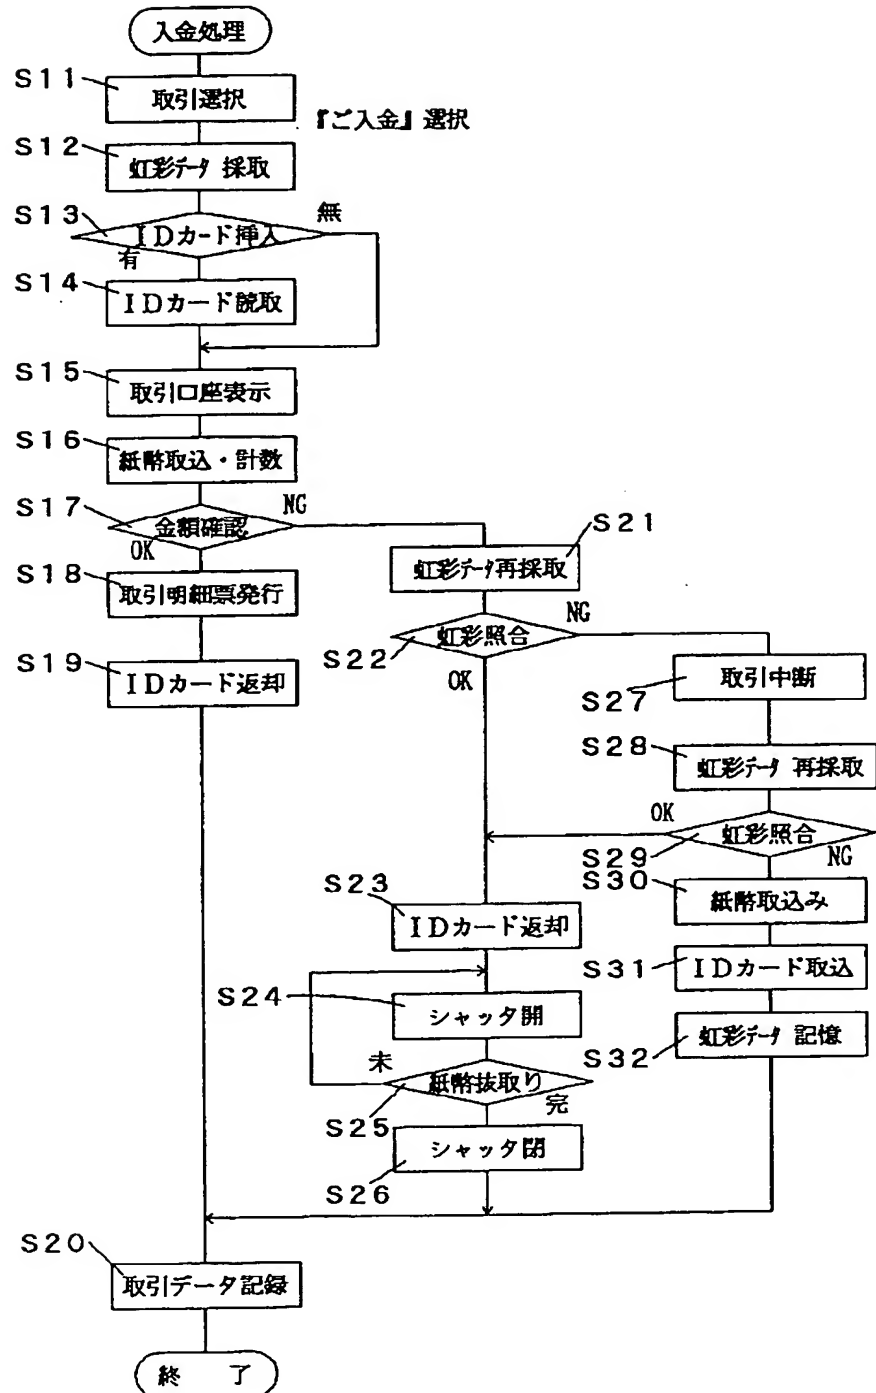 入金処理
S11
取引選択
『ご入金』選択
S12
虹彩データ 採取
S13
IDカード挿入
無
有
S14
IDカード読取
S15
取引口座表示
S16
紙幣取込・計数
S17
金額確認
NG
OK
S18
取引明細票発行
S19
IDカード返却
S21
虹彩データ再採取
S22
虹彩照合
NG
OK
S27
取引中断
S28
虹彩データ 再採取
S29
虹彩照合
OK
NG
S30
紙幣取込み
S31
IDカード取込
S32
虹彩データ 記憶
S23
IDカード返却
S24
シャッタ開
S25
紙幣抜取り
未
完
S26
シャッタ閉
S20
取引データ記録
終 了